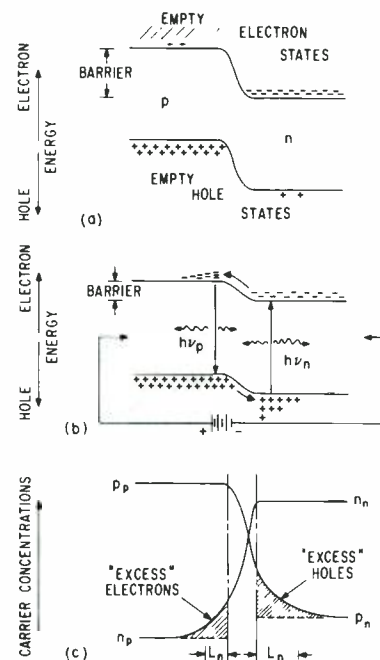 EMPTY
ELECTRON
STATES
BARRIER
p
n
+ + + + + +
+ + + + + +
EMPTY
HOLE
STATES
+ +
ELECTRON
ENERGY
HOLE
(a)
BARRIER
hνp
hνn
+ + + + + +
+ + + + + +
+ + + +
+ + +
+
+ −
ELECTRON
ENERGY
HOLE
(b)
CARRIER CONCENTRATIONS
pp
nn
"EXCESS"
ELECTRONS
"EXCESS"
HOLES
np
pn
Ln
Ln
(c)